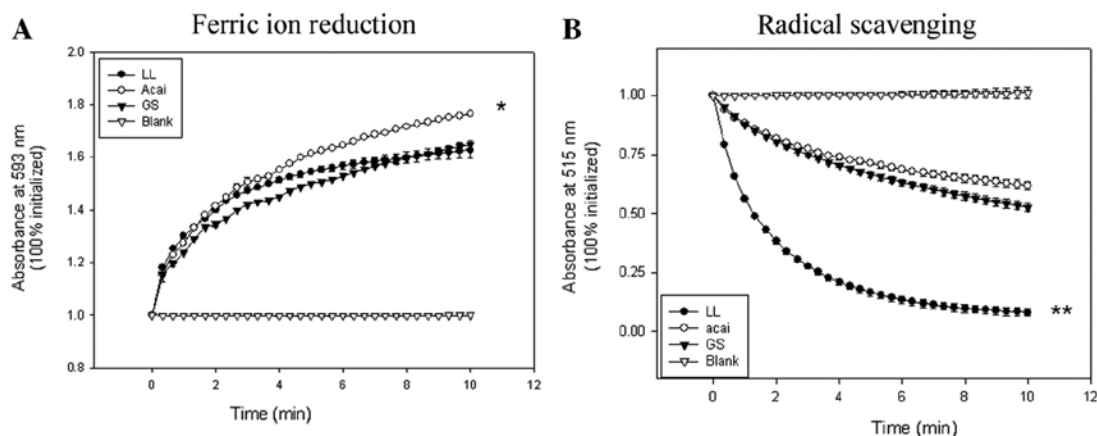 A
Ferric ion reduction
2.0
1.8
1.6
1.4
1.2
1.0
0.8
Absorbance at 593 nm
(100% initialized)
LL
Acai
GS
Blank
*
0 2 4 6 8 10 12
Time (min)
B
Radical scavenging
1.00
0.75
0.50
0.25
0.00
Absorbance at 515 nm
(100% initialized)
LL
acai
GS
Blank
**
0 2 4 6 8 10 12
Time (min)